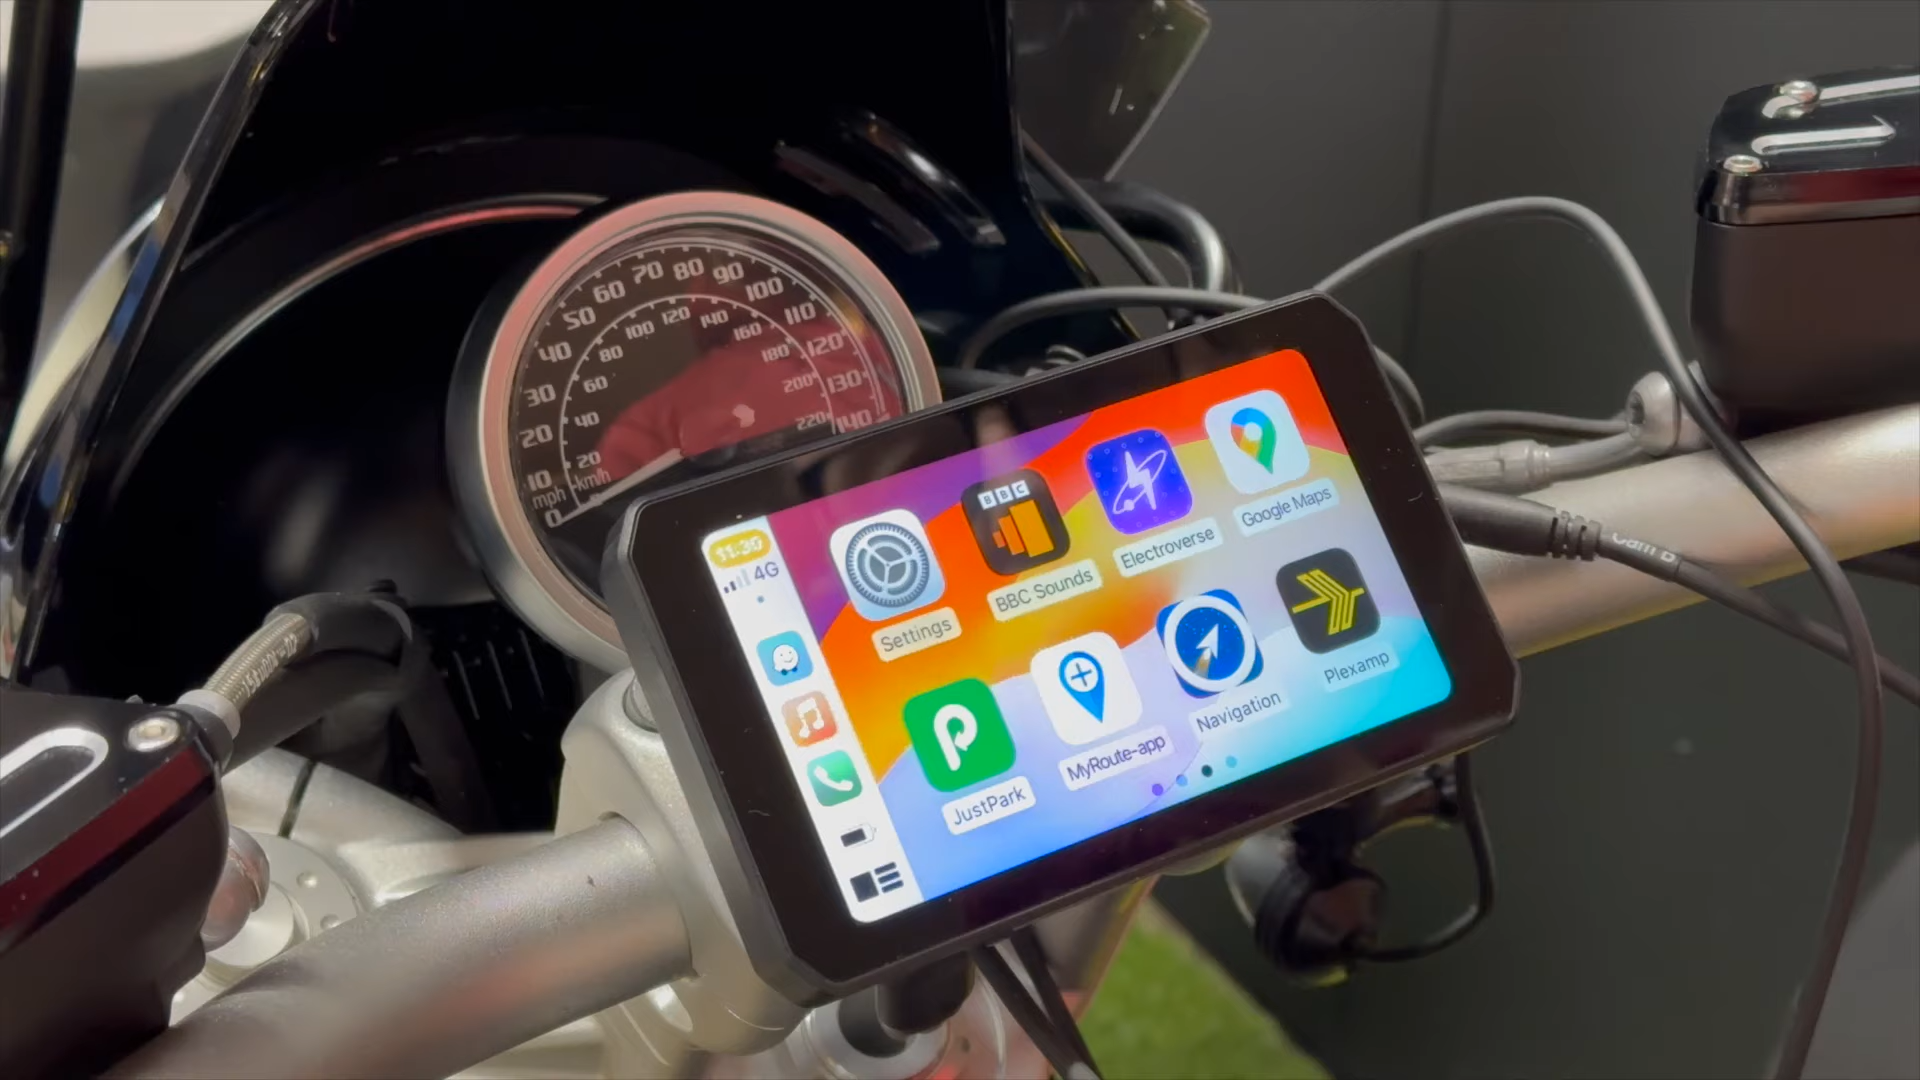 10
20
30
40
50
60
70
80
90
100
110
120
130
140
20
40
60
80
100
120
140
160
180
200
220
mph
km/h
0
11:30
4G
Settings
BBC
BBC Sounds
Electroverse
Google Maps
JustPark
MyRoute-app
Navigation
Plexamp
Cam B